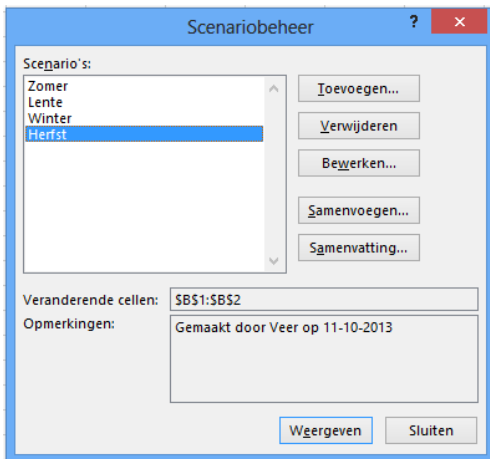 Scenariobeheer
?
Scenario's:
Zomer
Lente
Winter
Herfst
Toevoegen...
Verwijderen
Bewerken...
Samenvoegen...
Samenvatting...
Veranderende cellen: $B$1:$B$2
Opmerkingen: Gemaakt door Veer op 11-10-2013
Weergeven Sluiten